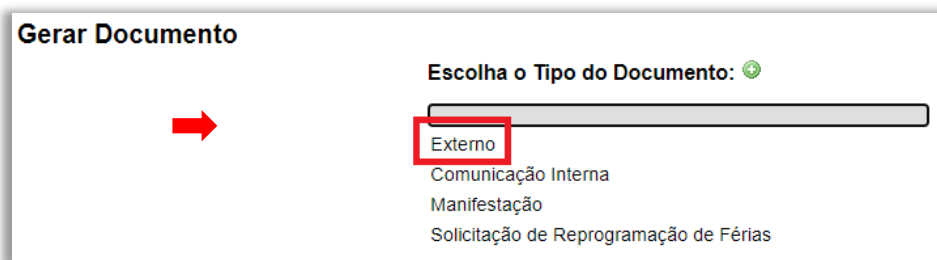 Gerar Documento
Escolha o Tipo do Documento:
Externo
Comunicação Interna
Manifestação
Solicitação de Reprogramação de Férias